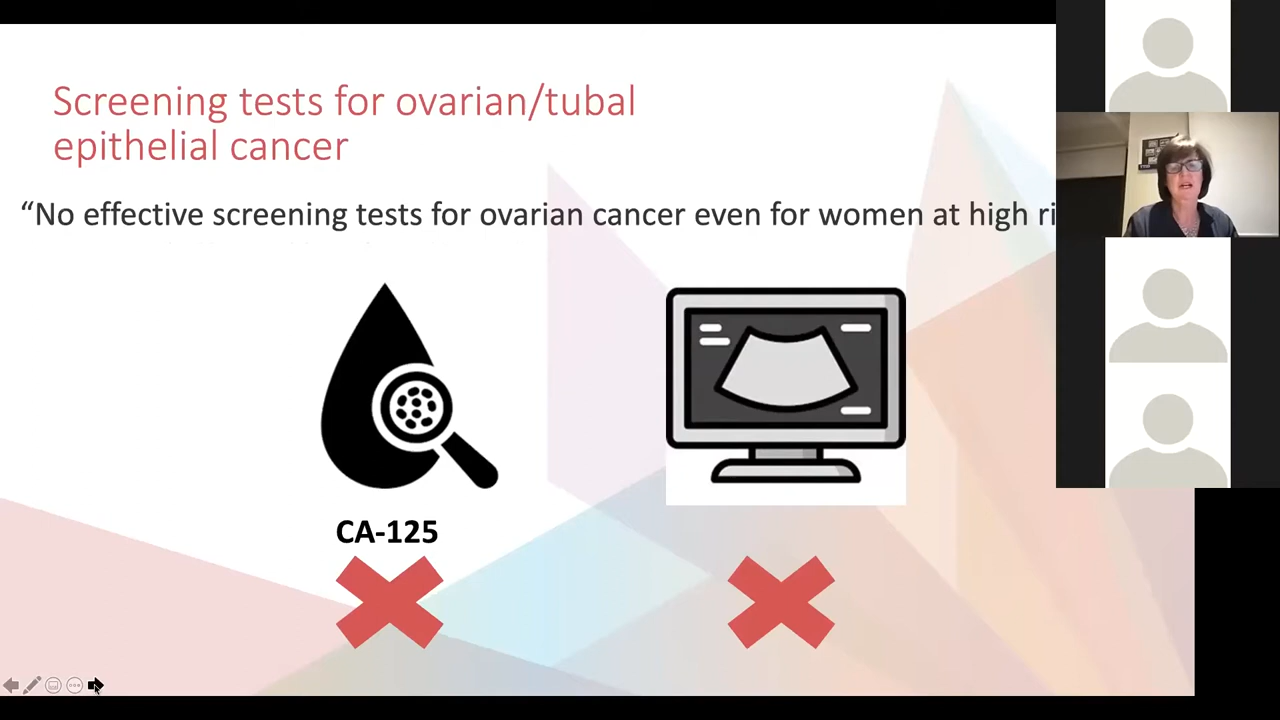 Screening tests for ovarian/tubal
epithelial cancer
“No effective screening tests for ovarian cancer even for women at high ri
CA-125